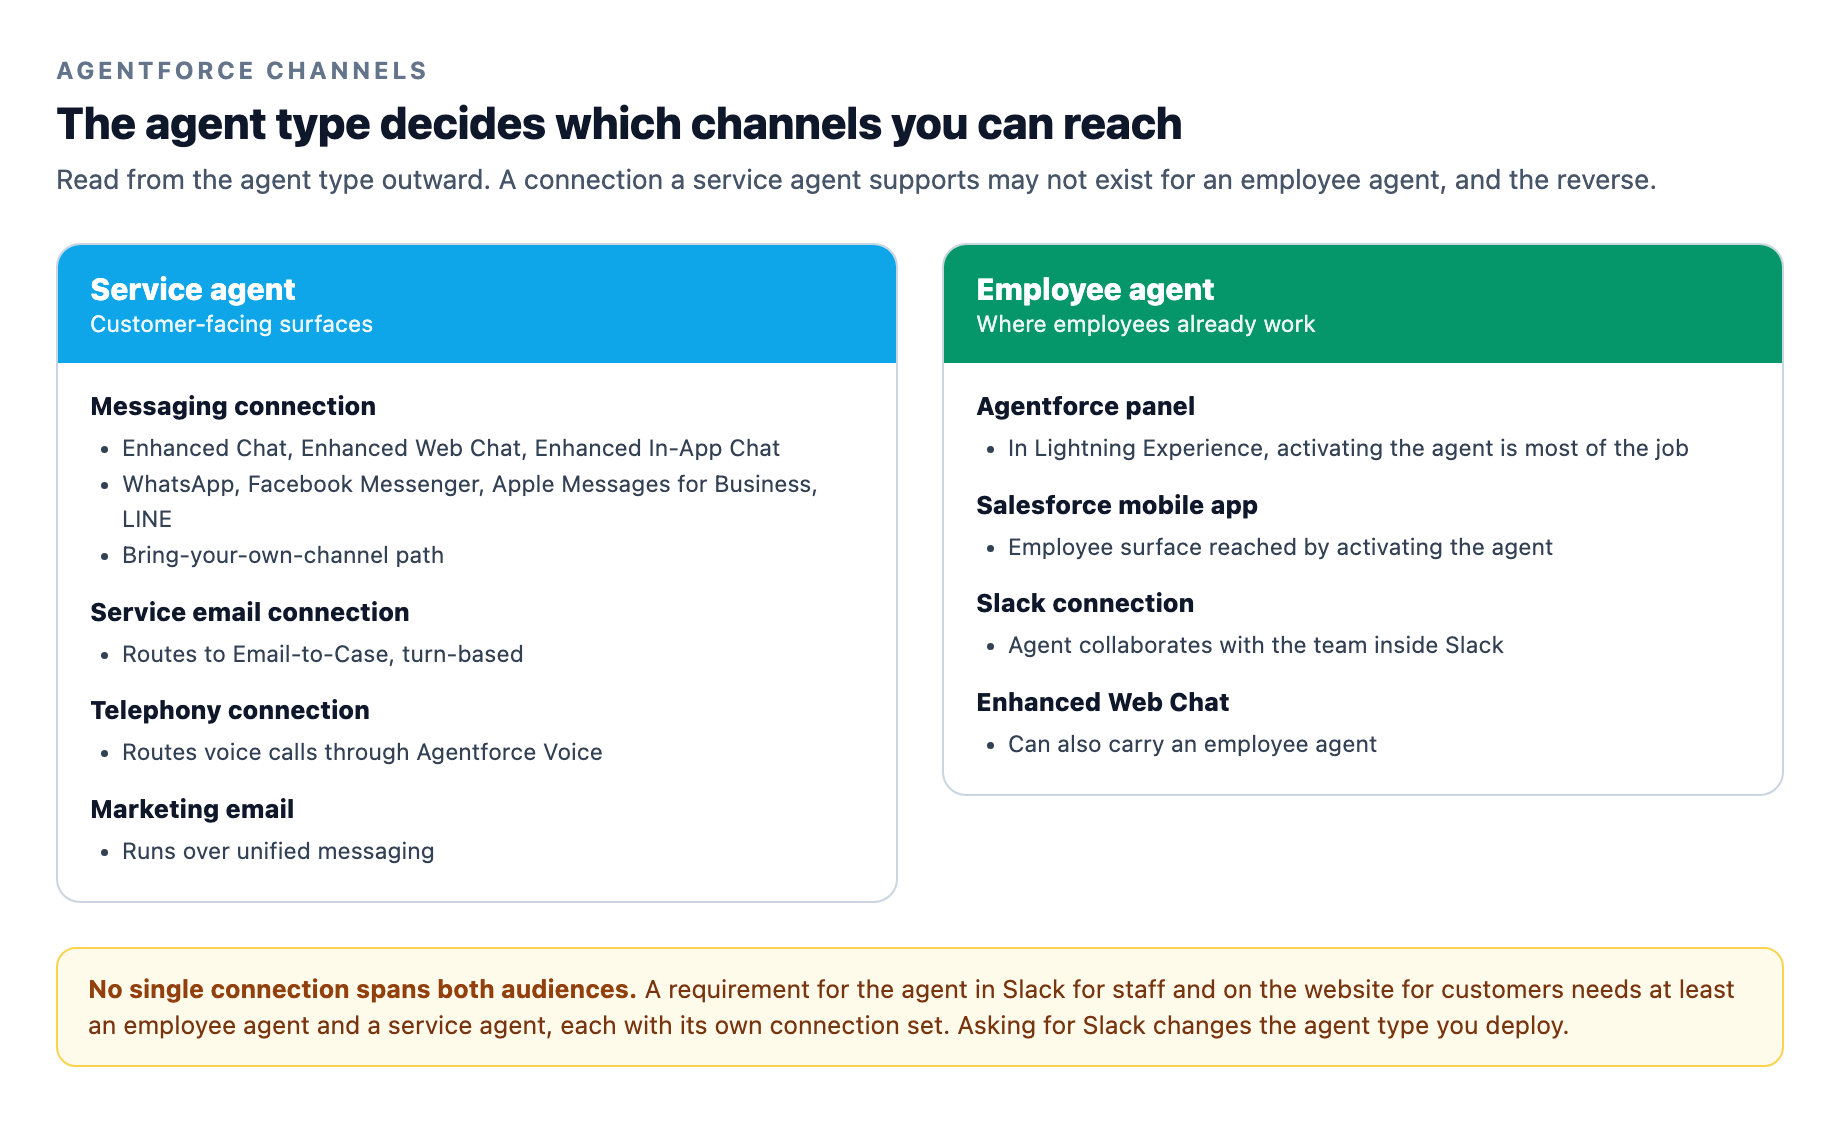 AGENTFORCE CHANNELS
The agent type decides which channels you can reach
Read from the agent type outward. A connection a service agent supports may not exist for an employee agent, and the reverse.
Service agent
Customer-facing surfaces
Messaging connection
• Enhanced Chat, Enhanced Web Chat, Enhanced In-App Chat
• WhatsApp, Facebook Messenger, Apple Messages for Business,
LINE
• Bring-your-own-channel path
Service email connection
• Routes to Email-to-Case, turn-based
Telephony connection
• Routes voice calls through Agentforce Voice
Marketing email
• Runs over unified messaging
Employee agent
Where employees already work
Agentforce panel
• In Lightning Experience, activating the agent is most of the job
Salesforce mobile app
• Employee surface reached by activating the agent
Slack connection
• Agent collaborates with the team inside Slack
Enhanced Web Chat
• Can also carry an employee agent
No single connection spans both audiences. A requirement for the agent in Slack for staff and on the website for customers needs at least
an employee agent and a service agent, each with its own connection set. Asking for Slack changes the agent type you deploy.